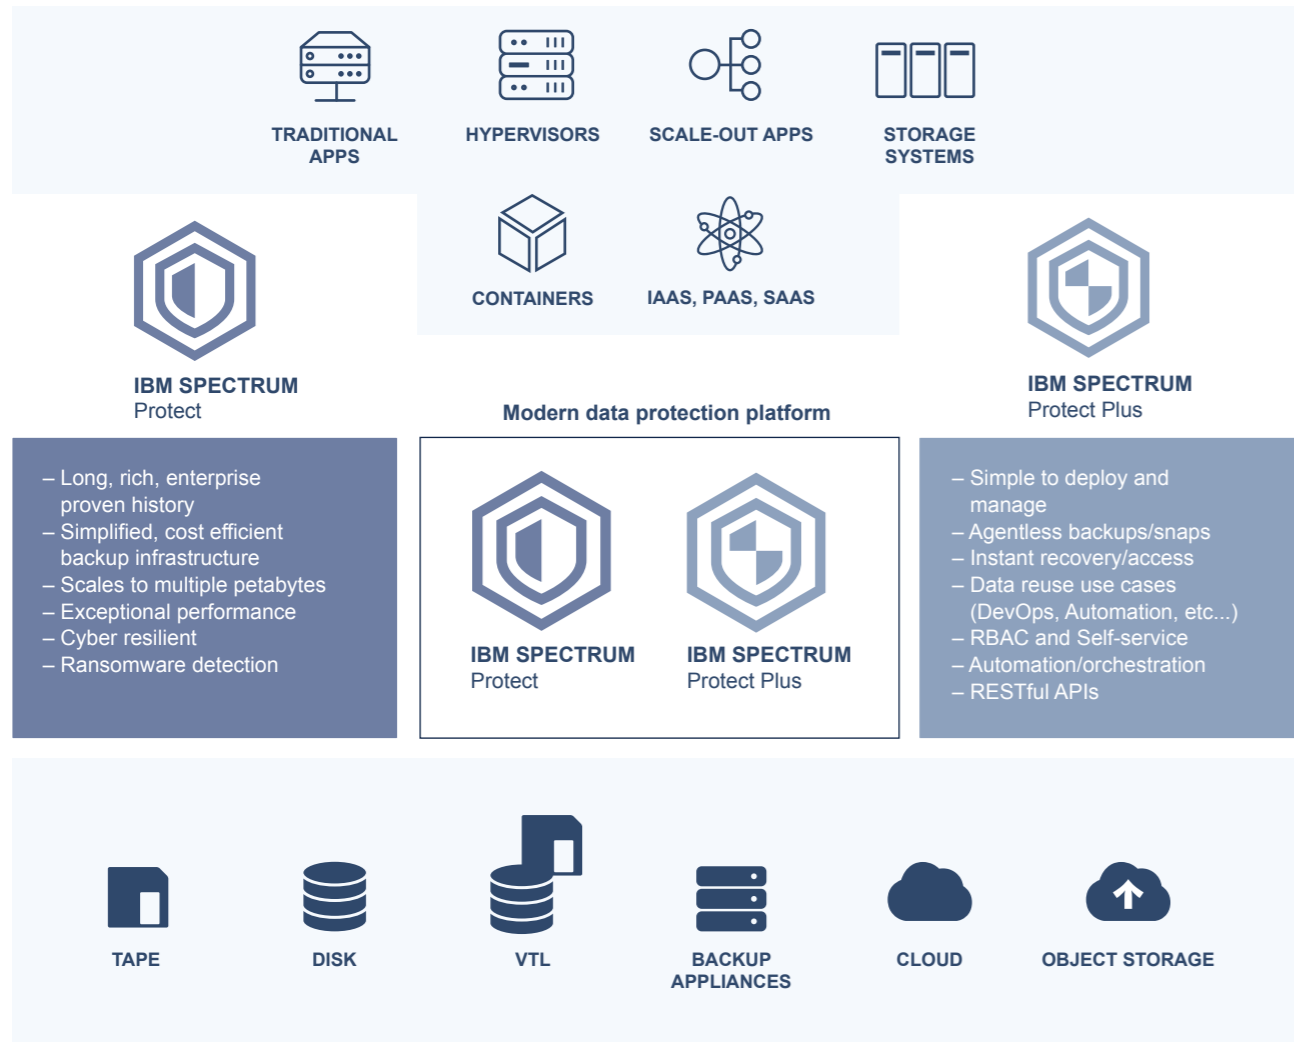 TRADITIONAL
APPS
HYPERVISORS
SCALE-OUT APPS
STORAGE
SYSTEMS
CONTAINERS
IAAS, PAAS, SAAS
IBM SPECTRUM
Protect
IBM SPECTRUM
Protect Plus
Modern data protection platform
– Long, rich, enterprise
proven history
– Simplified, cost efficient
backup infrastructure
– Scales to multiple petabytes
– Exceptional performance
– Cyber resilient
– Ransomware detection
IBM SPECTRUM
Protect
IBM SPECTRUM
Protect Plus
– Simple to deploy and
manage
– Agentless backups/snaps
– Instant recovery/access
– Data reuse use cases
(DevOps, Automation, etc...)
– RBAC and Self-service
– Automation/orchestration
– RESTful APIs
TAPE
DISK
VTL
BACKUP
APPLIANCES
CLOUD
OBJECT STORAGE